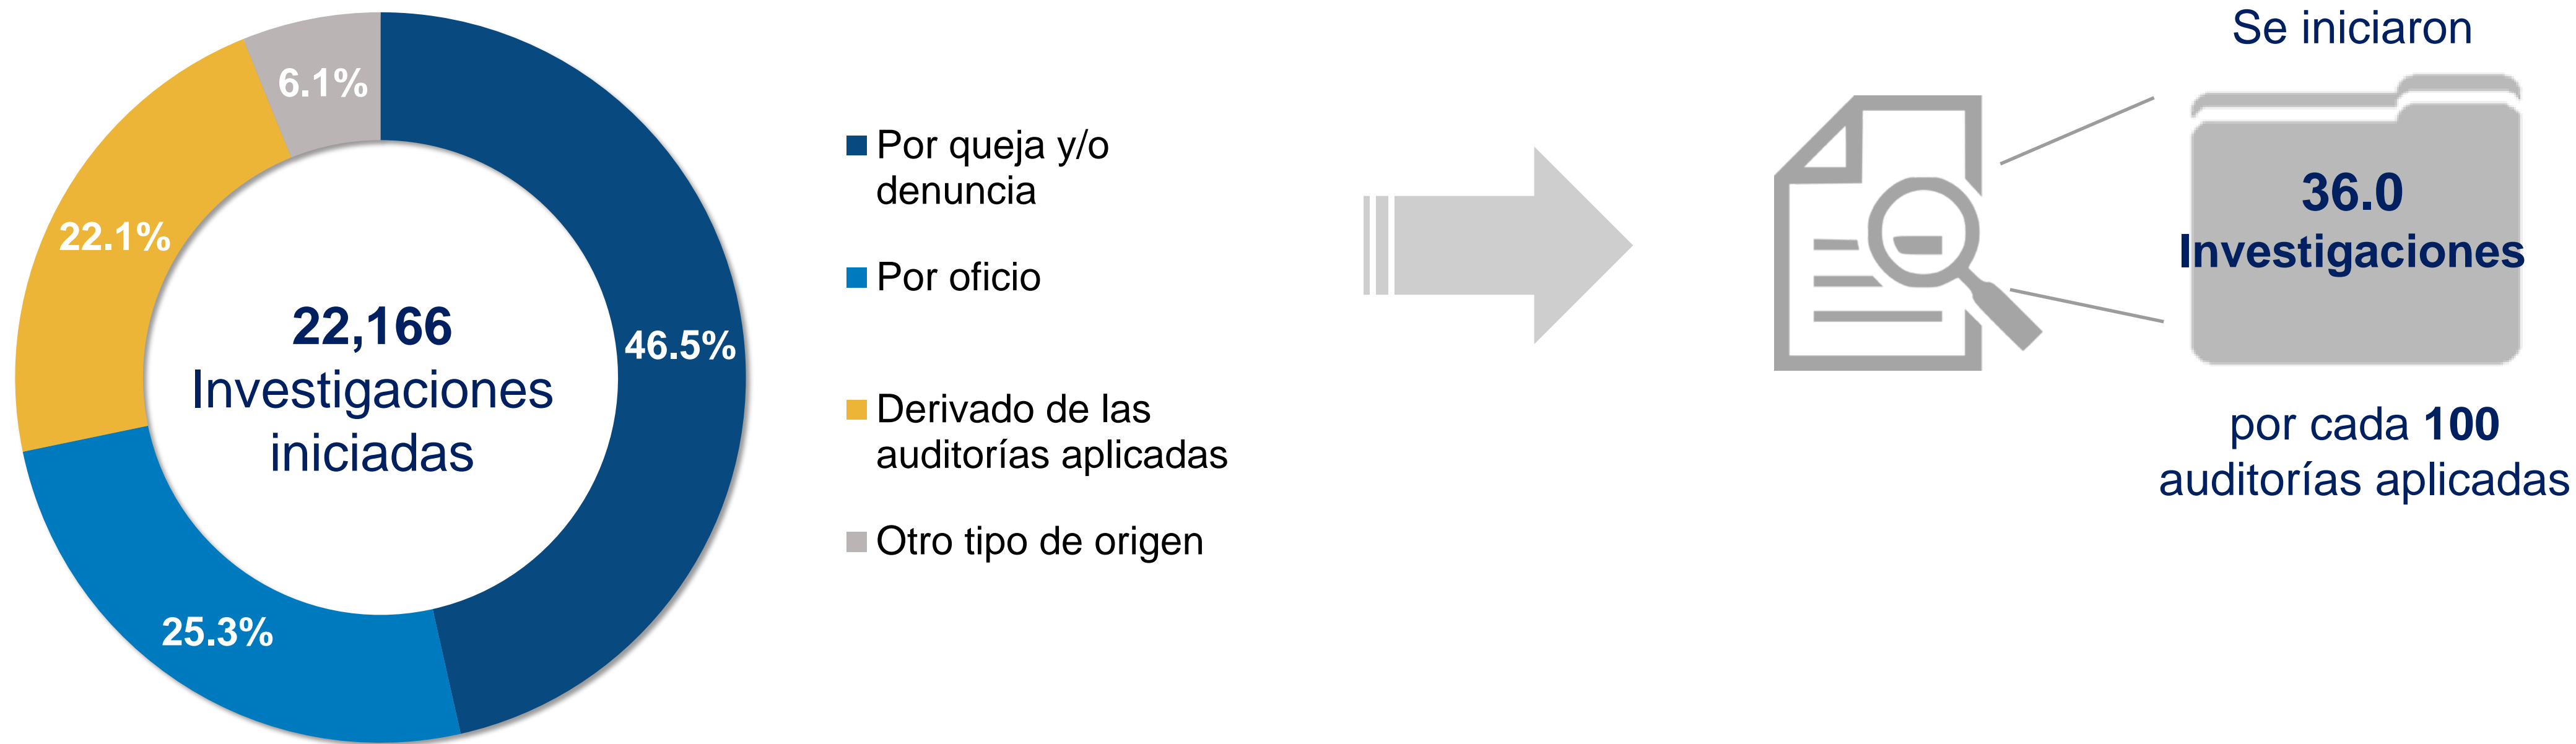 6.1%
22.1%
46.5%
25.3%
22,166
Investigaciones
iniciadas
Por queja y/o
denuncia
Por oficio
Derivado de las
auditorías aplicadas
Otro tipo de origen
Se iniciaron
36.0
Investigaciones
por cada 100
auditorías aplicadas